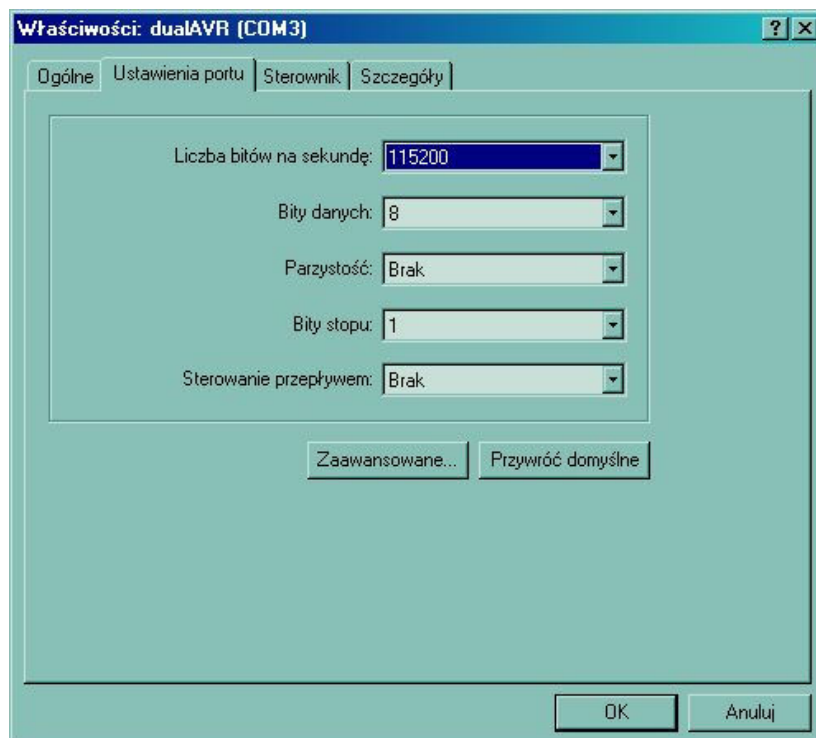 Właściwości: dualAVR (COM3)
Ogólne Ustawienia portu Sterownik Szczegóły
Liczba bitów na sekundę: 115200
Bity danych: 8
Parzystość: Brak
Bity stopu: 1
Sterowanie przepływem: Brak
Zaawansowane... Przywróć domyślne
OK Anuluj